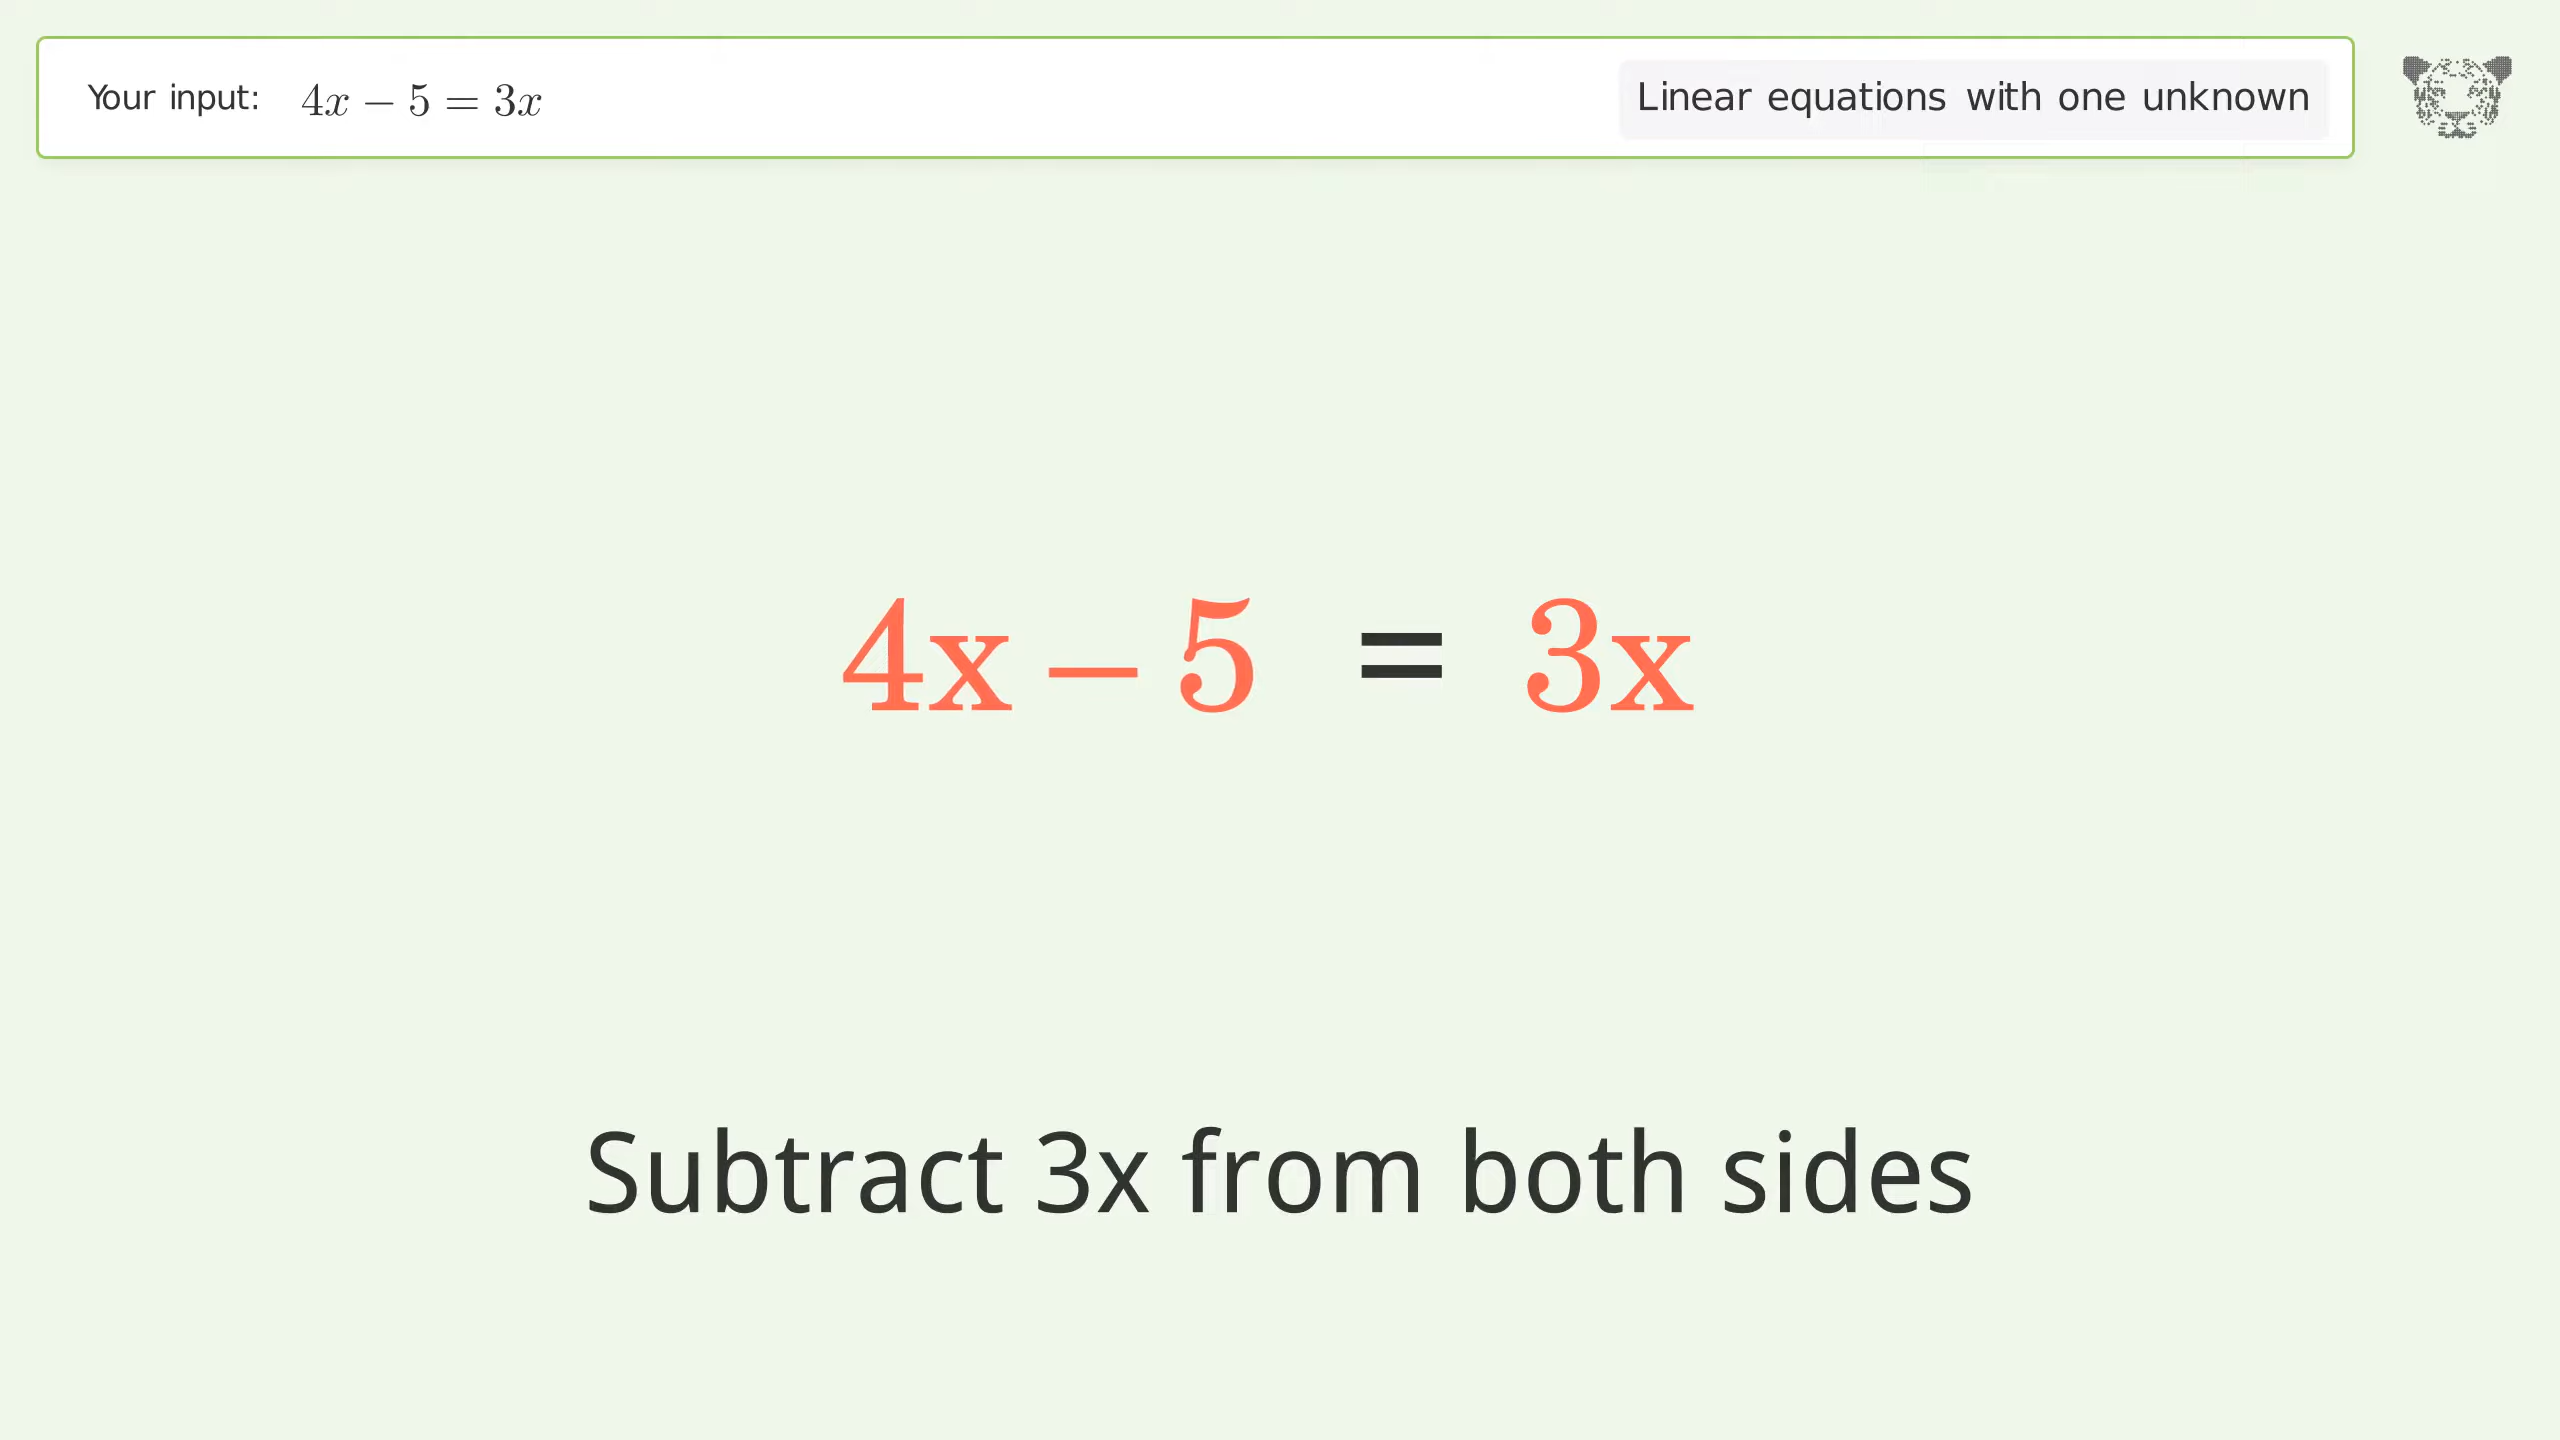 Your input: 4x − 5 = 3x
Linear equations with one unknown
4x − 5 = 3x
Subtract 3x from both sides